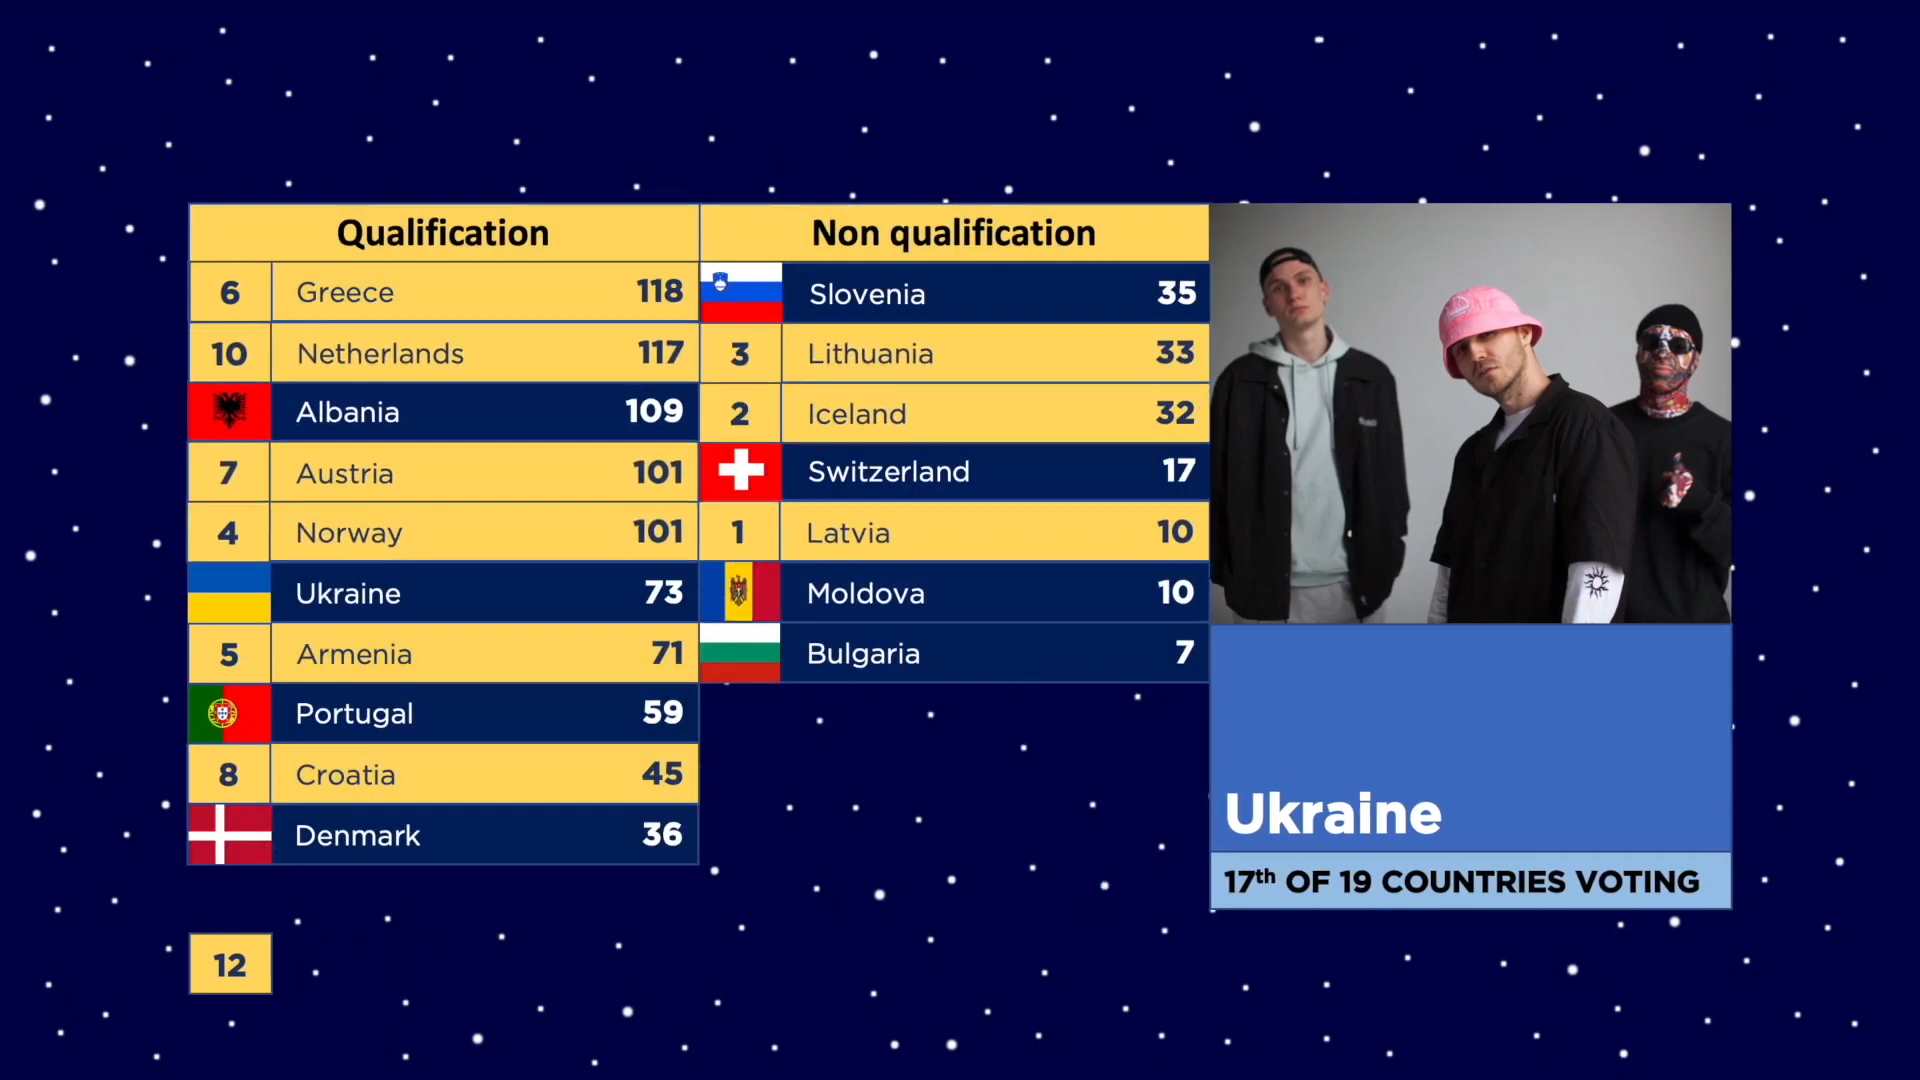 Qualification
6 Greece 118
10 Netherlands 117
Albania 109
7 Austria 101
4 Norway 101
Ukraine 73
5 Armenia 71
Portugal 59
8 Croatia 45
Denmark 36
12
Non qualification
Slovenia 35
3 Lithuania 33
2 Iceland 32
Switzerland 17
1 Latvia 10
Moldova 10
Bulgaria 7
Ukraine
17th OF 19 COUNTRIES VOTING